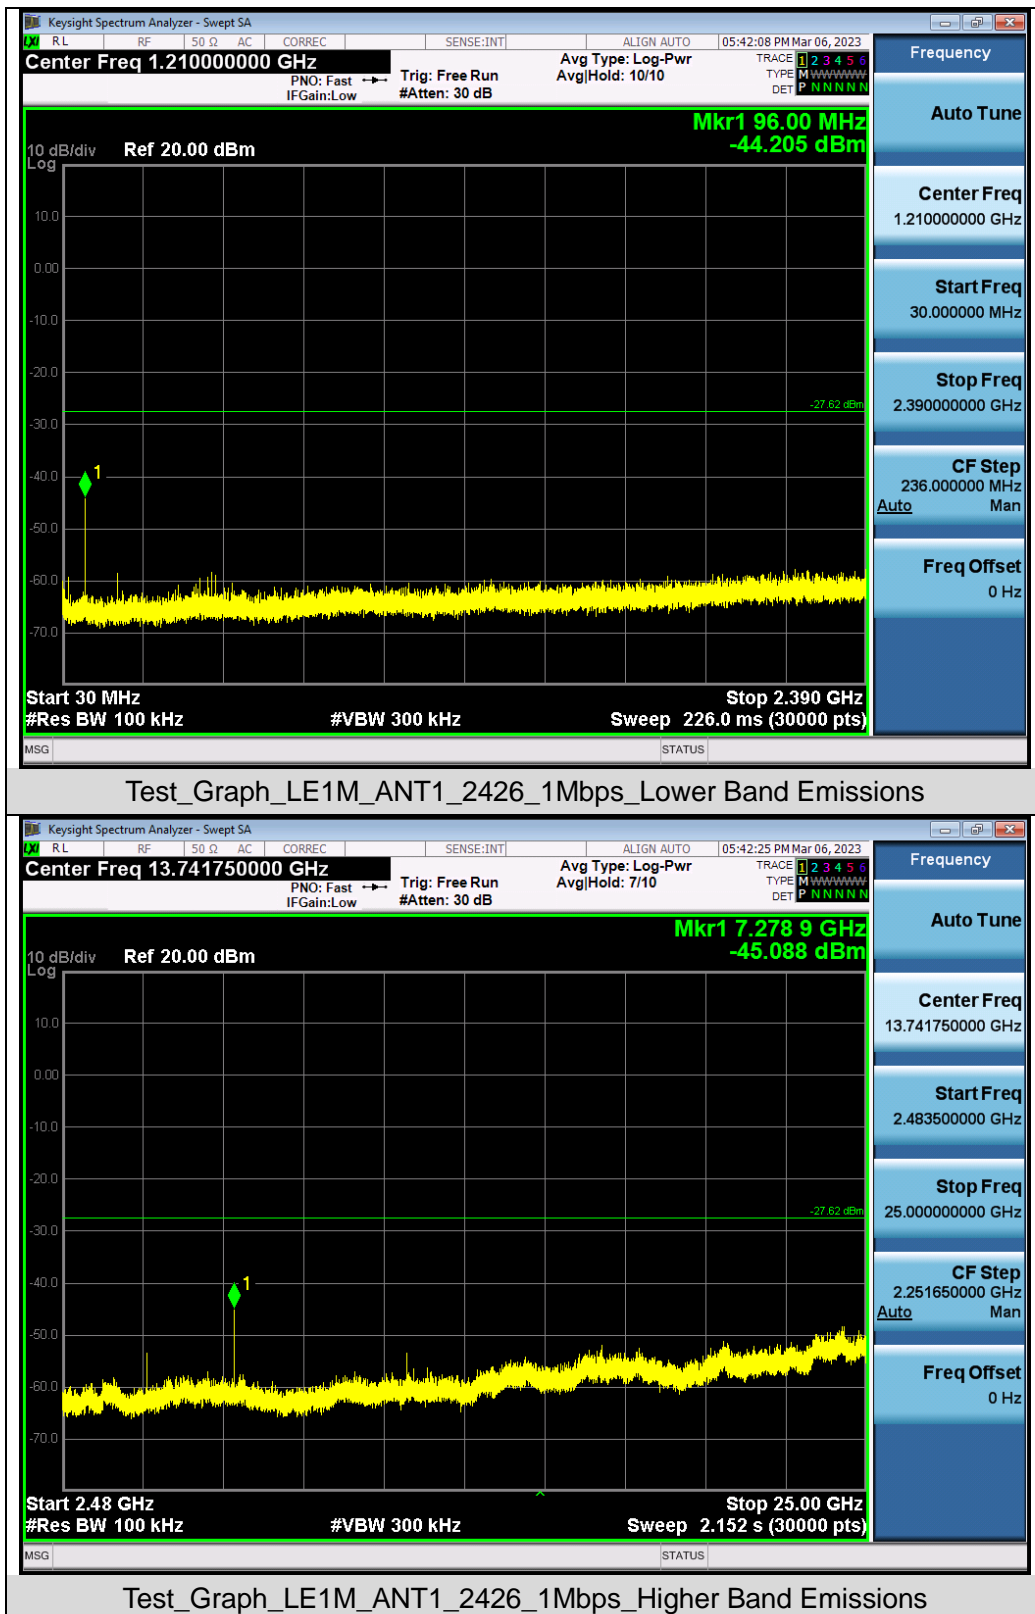 Keysight Spectrum Analyzer - Swept SA
LXI RL RF 50 Ω AC CORREC SENSE:INT ALIGN AUTO 05:42:08 PM Mar 06, 2023
Center Freq 1.210000000 GHz
PNO: Fast
IFGain:Low
Trig: Free Run
#Atten: 30 dB
Avg Type: Log-Pwr
Avg|Hold: 10/10
TRACE 1 2 3 4 5 6
TYPE M WWWWW
DET P N N N N N
Mkr1 96.00 MHz
-44.205 dBm
10 dB/div Ref 20.00 dBm
Log
10.0
0.00
-10.0
-20.0
-27.62 dBm
-30.0
-40.0
1
-50.0
-60.0
-70.0
Start 30 MHz Stop 2.390 GHz
#Res BW 100 kHz #VBW 300 kHz Sweep 226.0 ms (30000 pts)
MSG STATUS
Frequency
Auto Tune
Center Freq
1.210000000 GHz
Start Freq
30.000000 MHz
Stop Freq
2.390000000 GHz
CF Step
236.000000 MHz
Auto Man
Freq Offset
0 Hz
Test_Graph_LE1M_ANT1_2426_1Mbps_Lower Band Emissions
Keysight Spectrum Analyzer - Swept SA
LXI RL RF 50 Ω AC CORREC SENSE:INT ALIGN AUTO 05:42:25 PM Mar 06, 2023
Center Freq 13.741750000 GHz
PNO: Fast
IFGain:Low
Trig: Free Run
#Atten: 30 dB
Avg Type: Log-Pwr
Avg|Hold: 7/10
TRACE 1 2 3 4 5 6
TYPE M WWWWW
DET P N N N N N
Mkr1 7.278 9 GHz
-45.088 dBm
10 dB/div Ref 20.00 dBm
Log
10.0
0.00
-10.0
-20.0
-27.62 dBm
-30.0
-40.0
1
-50.0
-60.0
-70.0
Start 2.48 GHz Stop 25.00 GHz
#Res BW 100 kHz #VBW 300 kHz Sweep 2.152 s (30000 pts)
MSG STATUS
Frequency
Auto Tune
Center Freq
13.741750000 GHz
Start Freq
2.483500000 GHz
Stop Freq
25.000000000 GHz
CF Step
2.251650000 GHz
Auto Man
Freq Offset
0 Hz
Test_Graph_LE1M_ANT1_2426_1Mbps_Higher Band Emissions